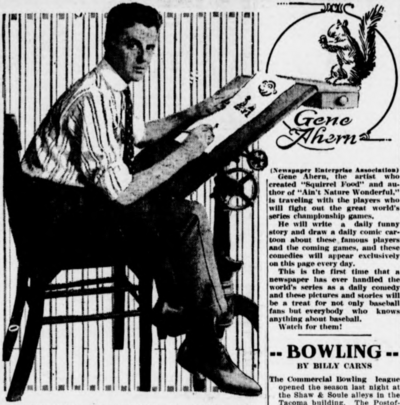 Gene
Ahern
(Newspaper Enterprise Association)
Gene Ahern, the artist who
created "Squirrel Food" and au-
thor of "Ain't Nature Wonderful,"
is traveling with the players who
will fight out the great world's
series championship games.
He will write a daily funny
story and draw a daily comic car-
toon about these famous players
and the coming games, and these
comedies will appear exclusively
on this page every day.
This is the first time that a
newspaper has ever handled the
world's series as a daily comedy
and these pictures and stories will
be a treat for not only baseball
fans but everybody who knows
anything about baseball.
Watch for them!
-- BOWLING --
BY BILLY CARNS
The Commercial Bowling league
opened the season last night at
the Shaw & Soule alleys in the
Tacoma building. The Postof-